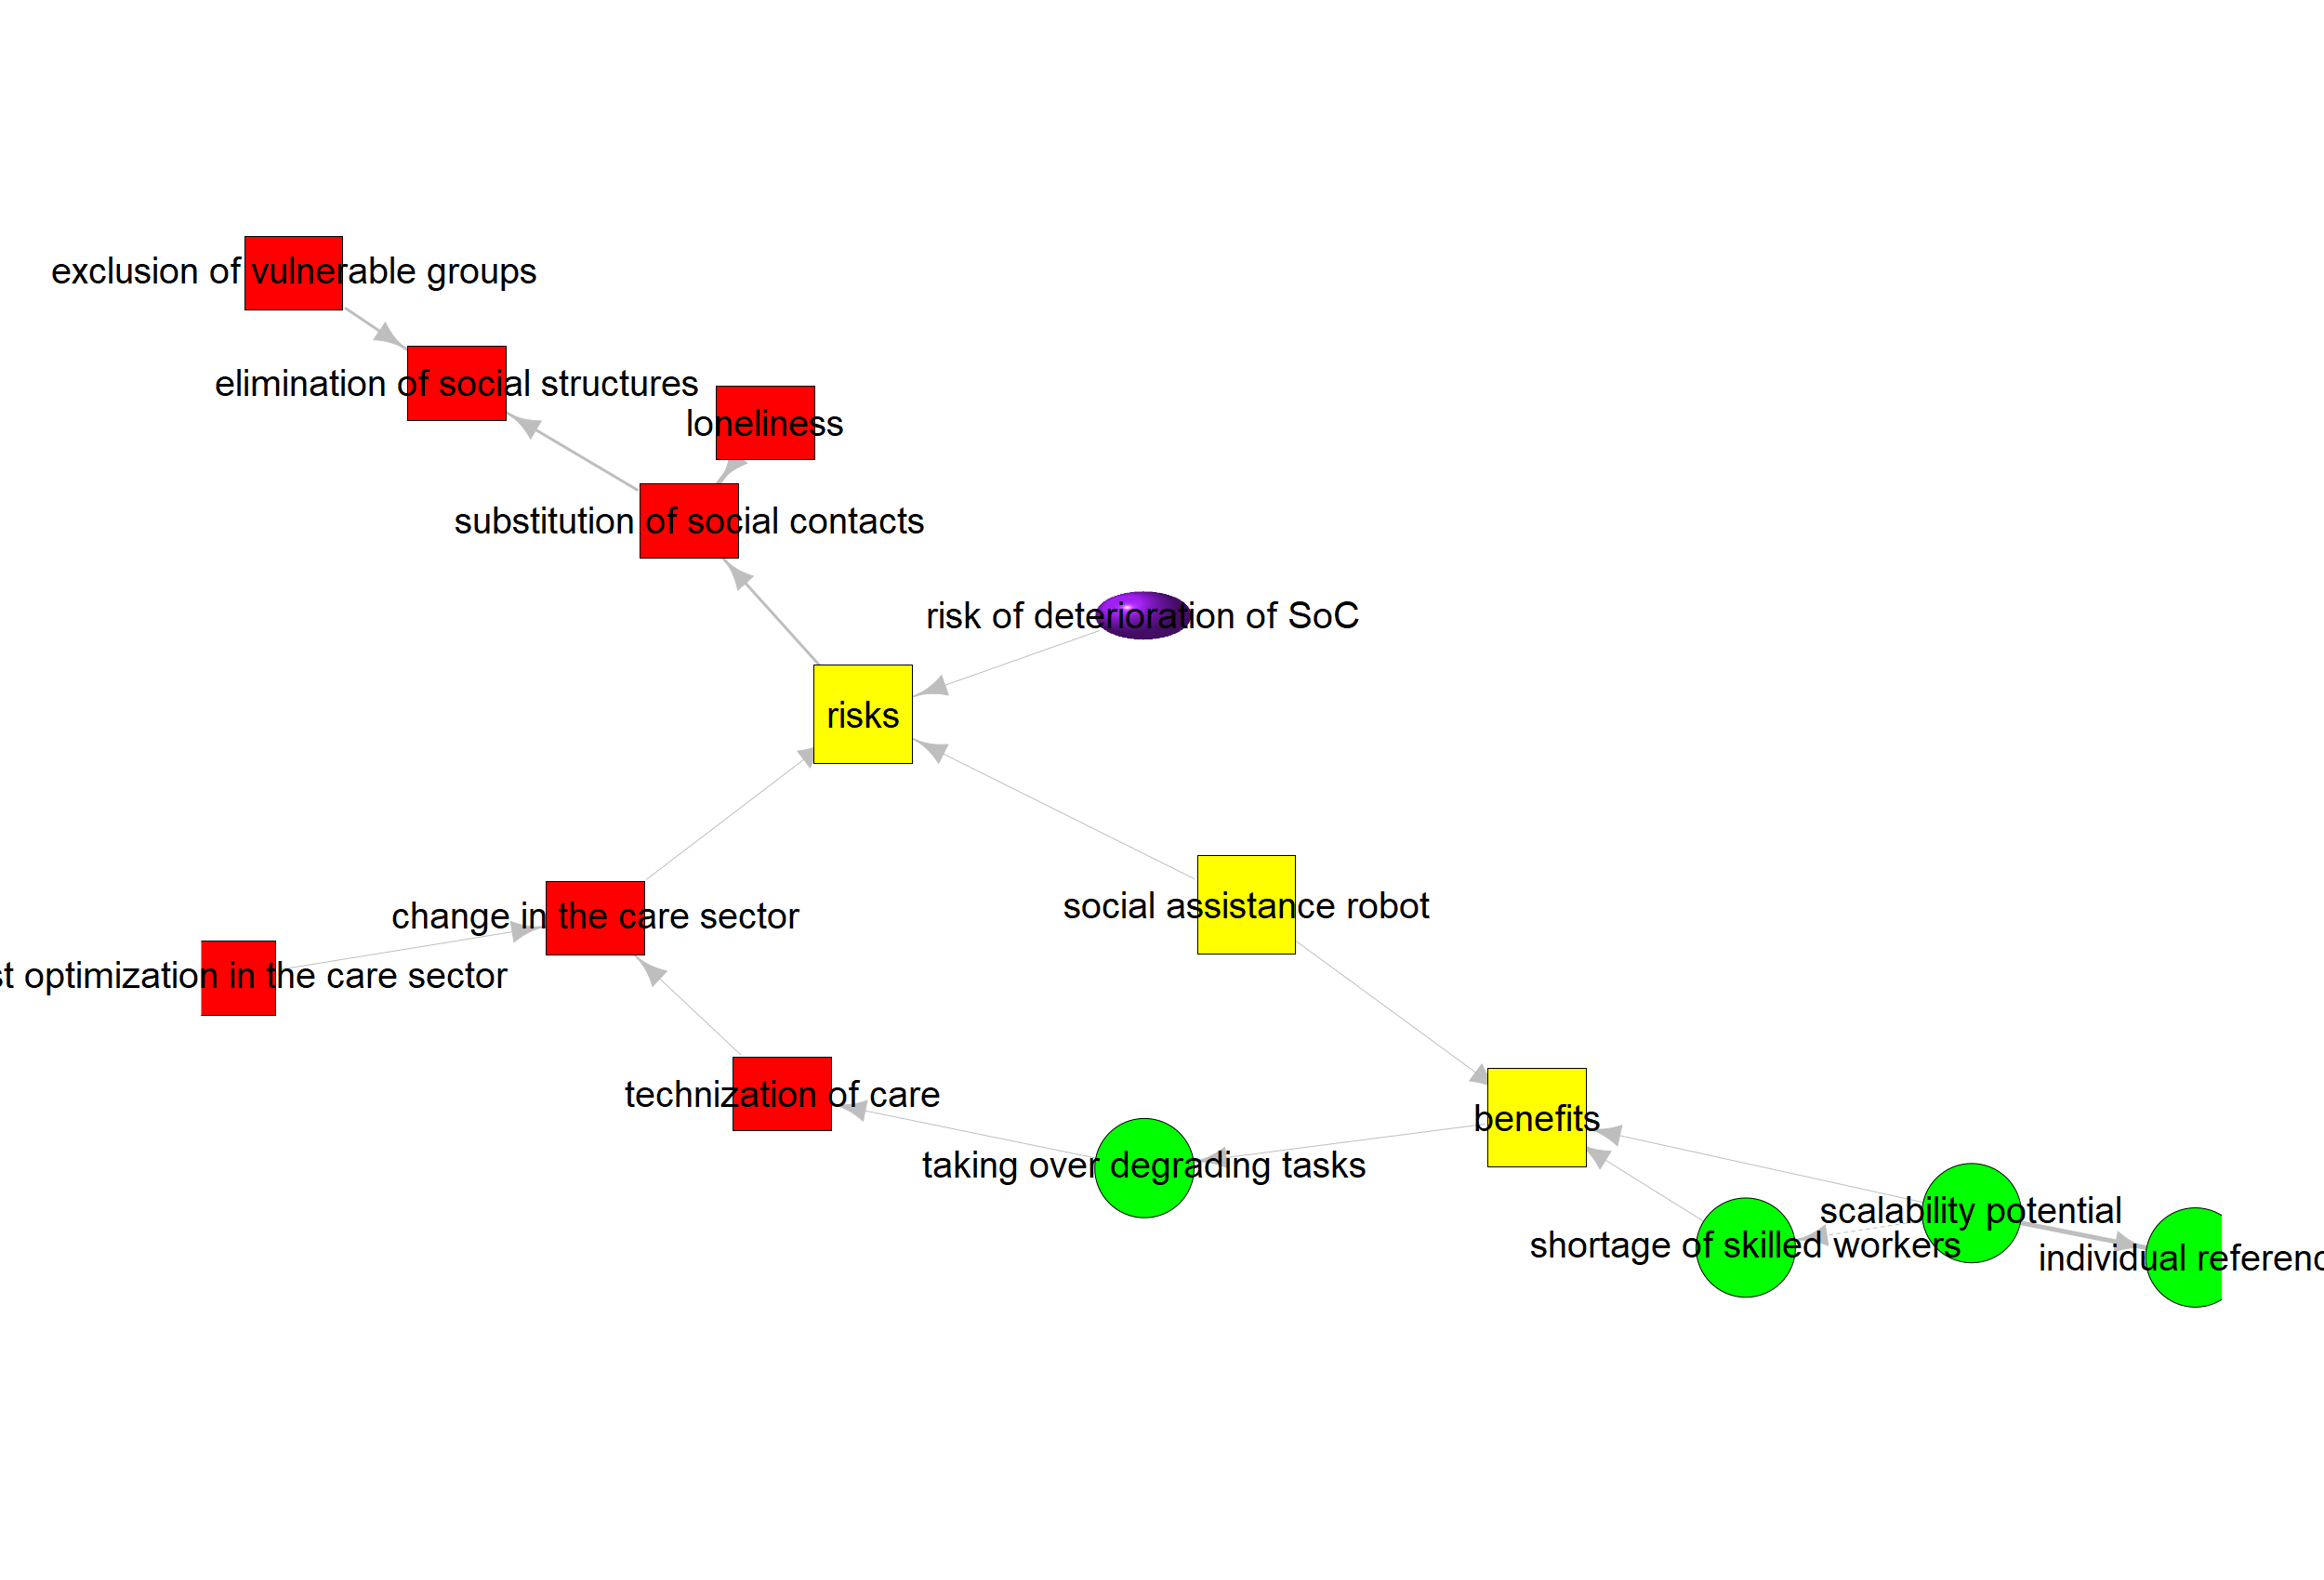 exclusion of vulnerable groups
elimination of social structures
loneliness
substitution of social contacts
risk of deterioration of SoC
risks
social assistance robot
change in the care sector
optimization in the care sector
technization of care
benefits
taking over degrading tasks
scalability potential
shortage of skilled workers
individual